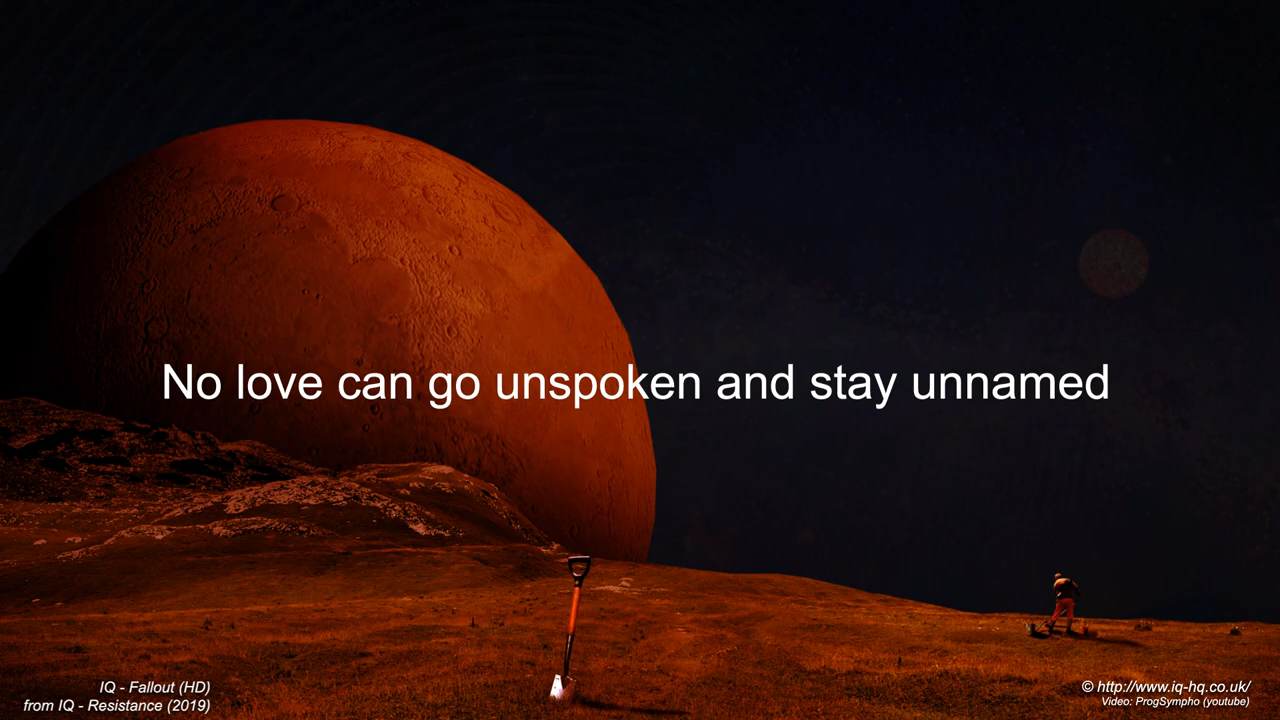 No love can go unspoken and stay unnamed
IQ - Fallout (HD)
from IQ - Resistance (2019)
© http://www.iq-hq.co.uk/
Video: ProgSympho (youtube)